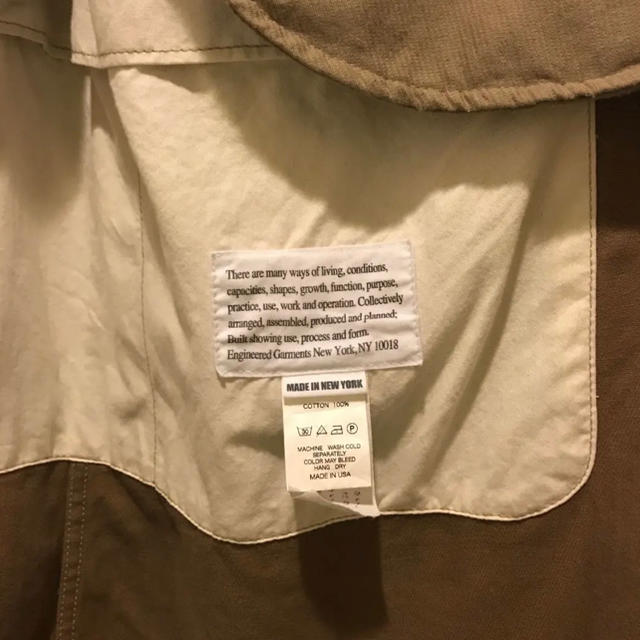 There are many ways of living, conditions,
capacities, shapes, growth, function, purpose,
practice, use, work and operation. Collectively
arranged, assembled, produced and planned;
Built showing use, process and form.
Engineered Garments New York, NY 10018
MADE IN NEW YORK
COTTON 100%
30 P
MACHINE WASH COLD
SEPARATELY
COLOR MAY BLEED
HANG DRY
MADE IN USA